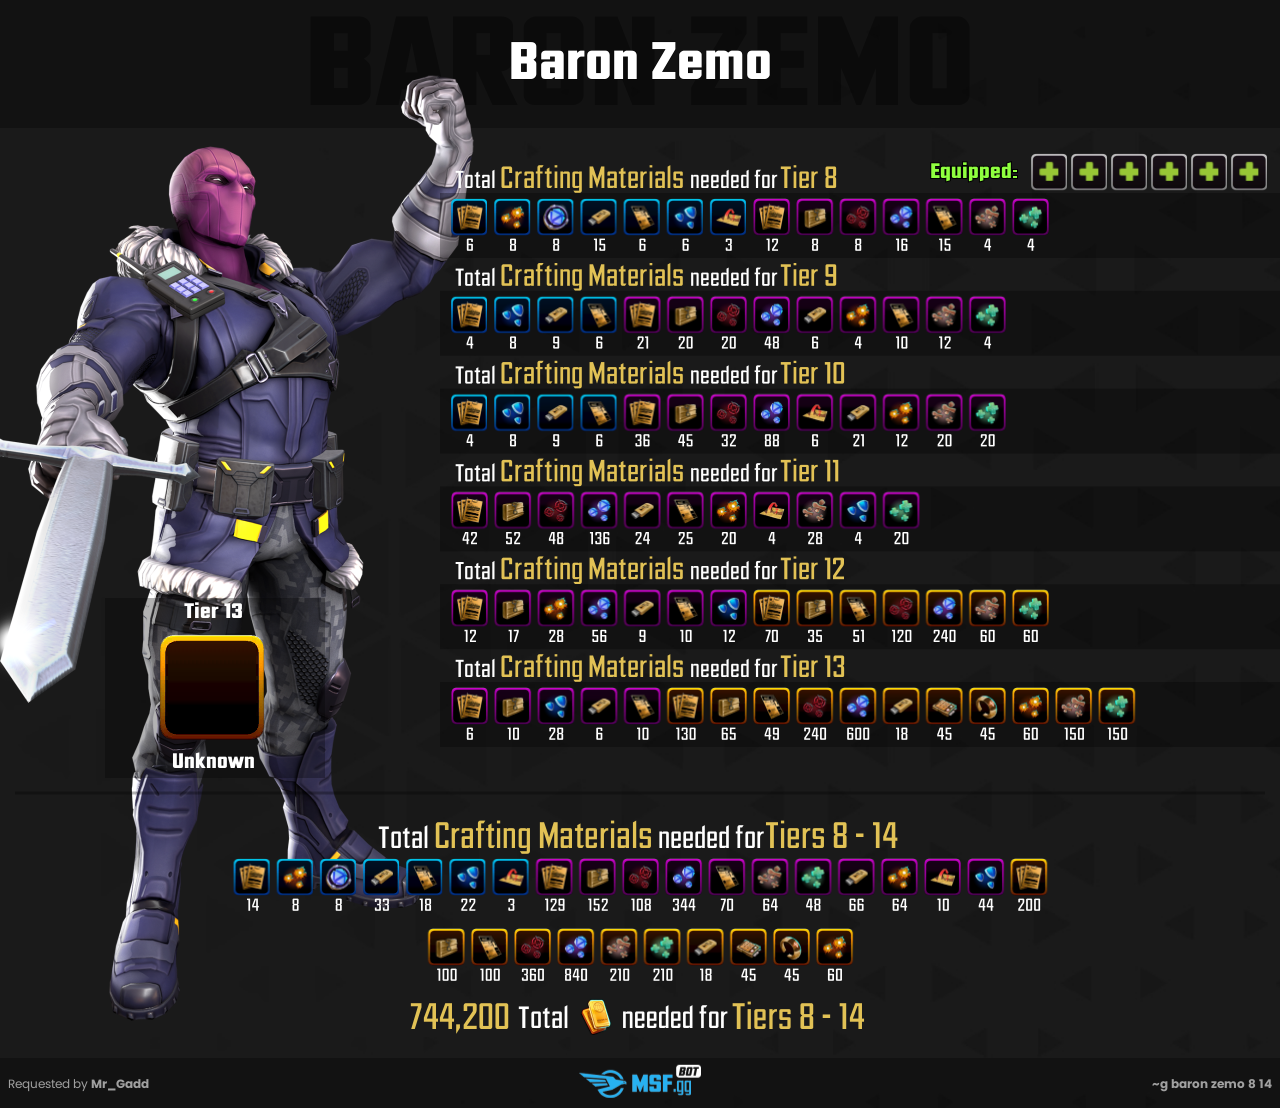 BARON ZEMO
Baron Zemo
Equipped:
Total Crafting Materials needed for Tier 8
6 8 8 15 6 6 3 12 8 8 16 15 4 4
Total Crafting Materials needed for Tier 9
4 8 9 6 21 20 20 48 6 4 10 12 4
Total Crafting Materials needed for Tier 10
4 8 9 6 36 45 32 88 6 21 12 20 20
Total Crafting Materials needed for Tier 11
42 52 48 136 24 25 20 4 28 4 20
Total Crafting Materials needed for Tier 12
12 17 28 56 9 10 12 70 35 51 120 240 60 60
Total Crafting Materials needed for Tier 13
6 10 28 6 10 130 65 49 240 600 18 45 45 60 150 150
Tier 13
Unknown
Total Crafting Materials needed for Tiers 8 - 14
14 8 8 33 18 22 3 129 152 108 344 70 64 48 66 64 10 44 200
100 100 360 840 210 210 18 45 45 60
744,200 Total needed for Tiers 8 - 14
Requested by Mr_Gadd
MSF.gg BOT
~g baron zemo 8 14